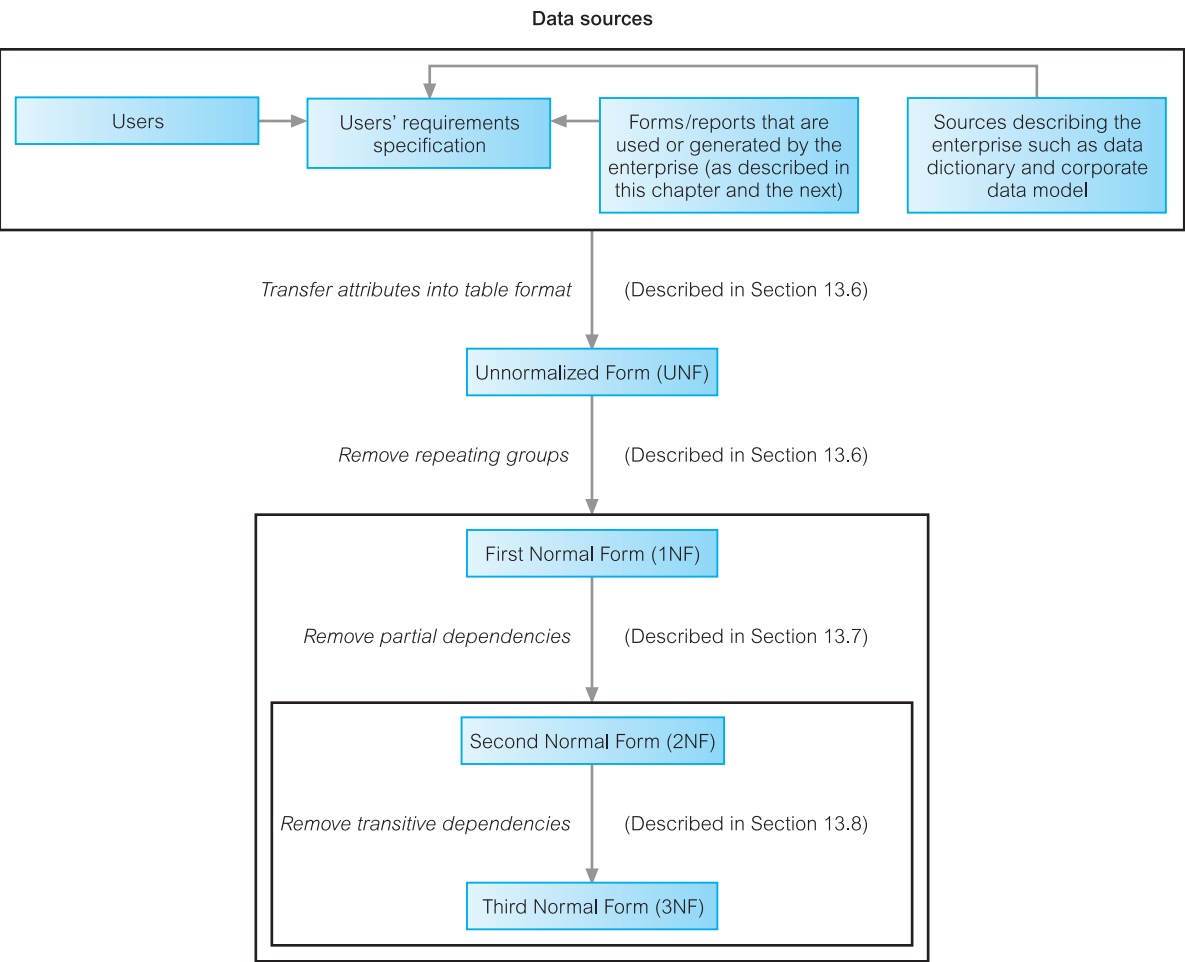 Data sources
Users
Users’ requirements
specification
Forms/reports that are
used or generated by the
enterprise (as described in
this chapter and the next)
Sources describing the
enterprise such as data
dictionary and corporate
data model
Transfer attributes into table format
(Described in Section 13.6)
Unnormalized Form (UNF)
Remove repeating groups
(Described in Section 13.6)
First Normal Form (1NF)
Remove partial dependencies
(Described in Section 13.7)
Second Normal Form (2NF)
Remove transitive dependencies
(Described in Section 13.8)
Third Normal Form (3NF)